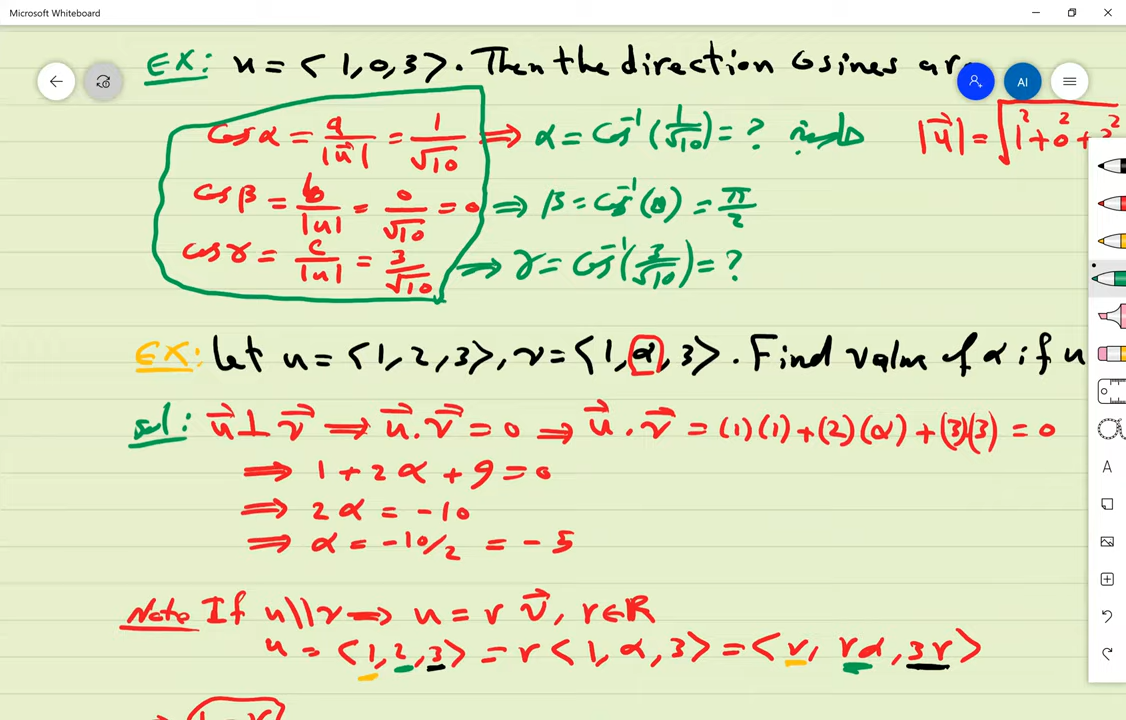 Microsoft Whiteboard
EX: u = < 1, 0, 3 > . Then the direction Cosines ar
AI
cos α = a/|u⃗| = 1/√10 ⟹ α = cos⁻¹(1/√10) = ?
|u⃗| = √1² + 0² + 3²
cos β = b/|u| = 0/√10 = 0 ⟹ β = cos⁻¹(0) = π/2
cos γ = c/|u| = 3/√10 ⟹ γ = cos⁻¹(3/√10) = ?
EX: let u = < 1, 2, 3 >, v = < 1, α, 3 > . Find value of α if u
sol: u⃗ ⊥ v⃗ ⟹ u⃗ . v⃗ = 0 ⟹ u⃗ . v⃗ = (1)(1) + (2)(α) + (3)(3) = 0
⟹ 1 + 2α + 9 = 0
⟹ 2α = -10
⟹ α = -10/2 = -5
Note If u \\ v ⟹ u = r v⃗, r∈R
u = < 1, 2, 3 > = r < 1, α, 3 > = < r, rα, 3r >
A